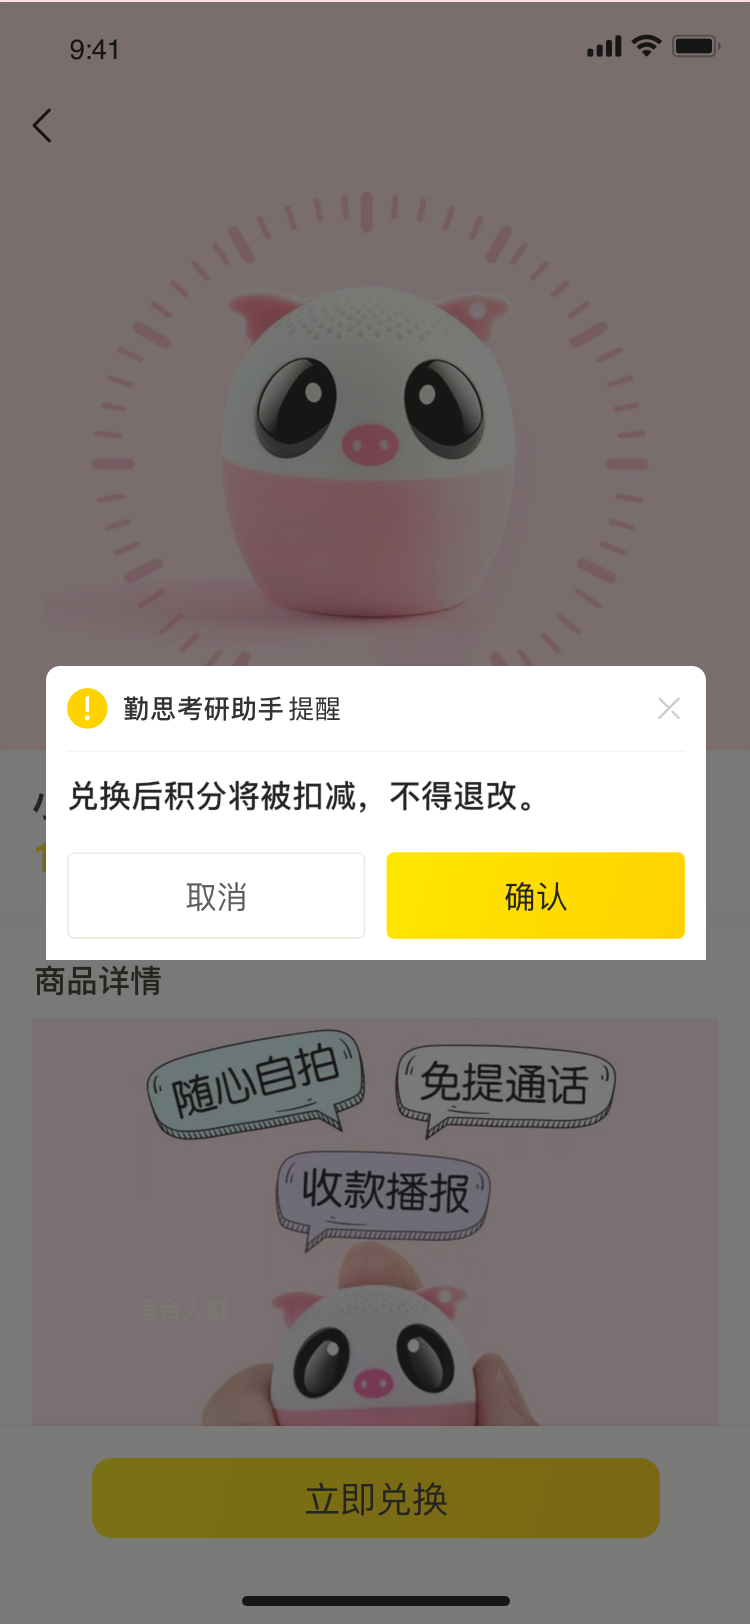 9:41
勤思考研助手 提醒
兑换后积分将被扣减，不得退改。
取消
确认
商品详情
随心自拍
免提通话
收款播报
适合人群
立即兑换